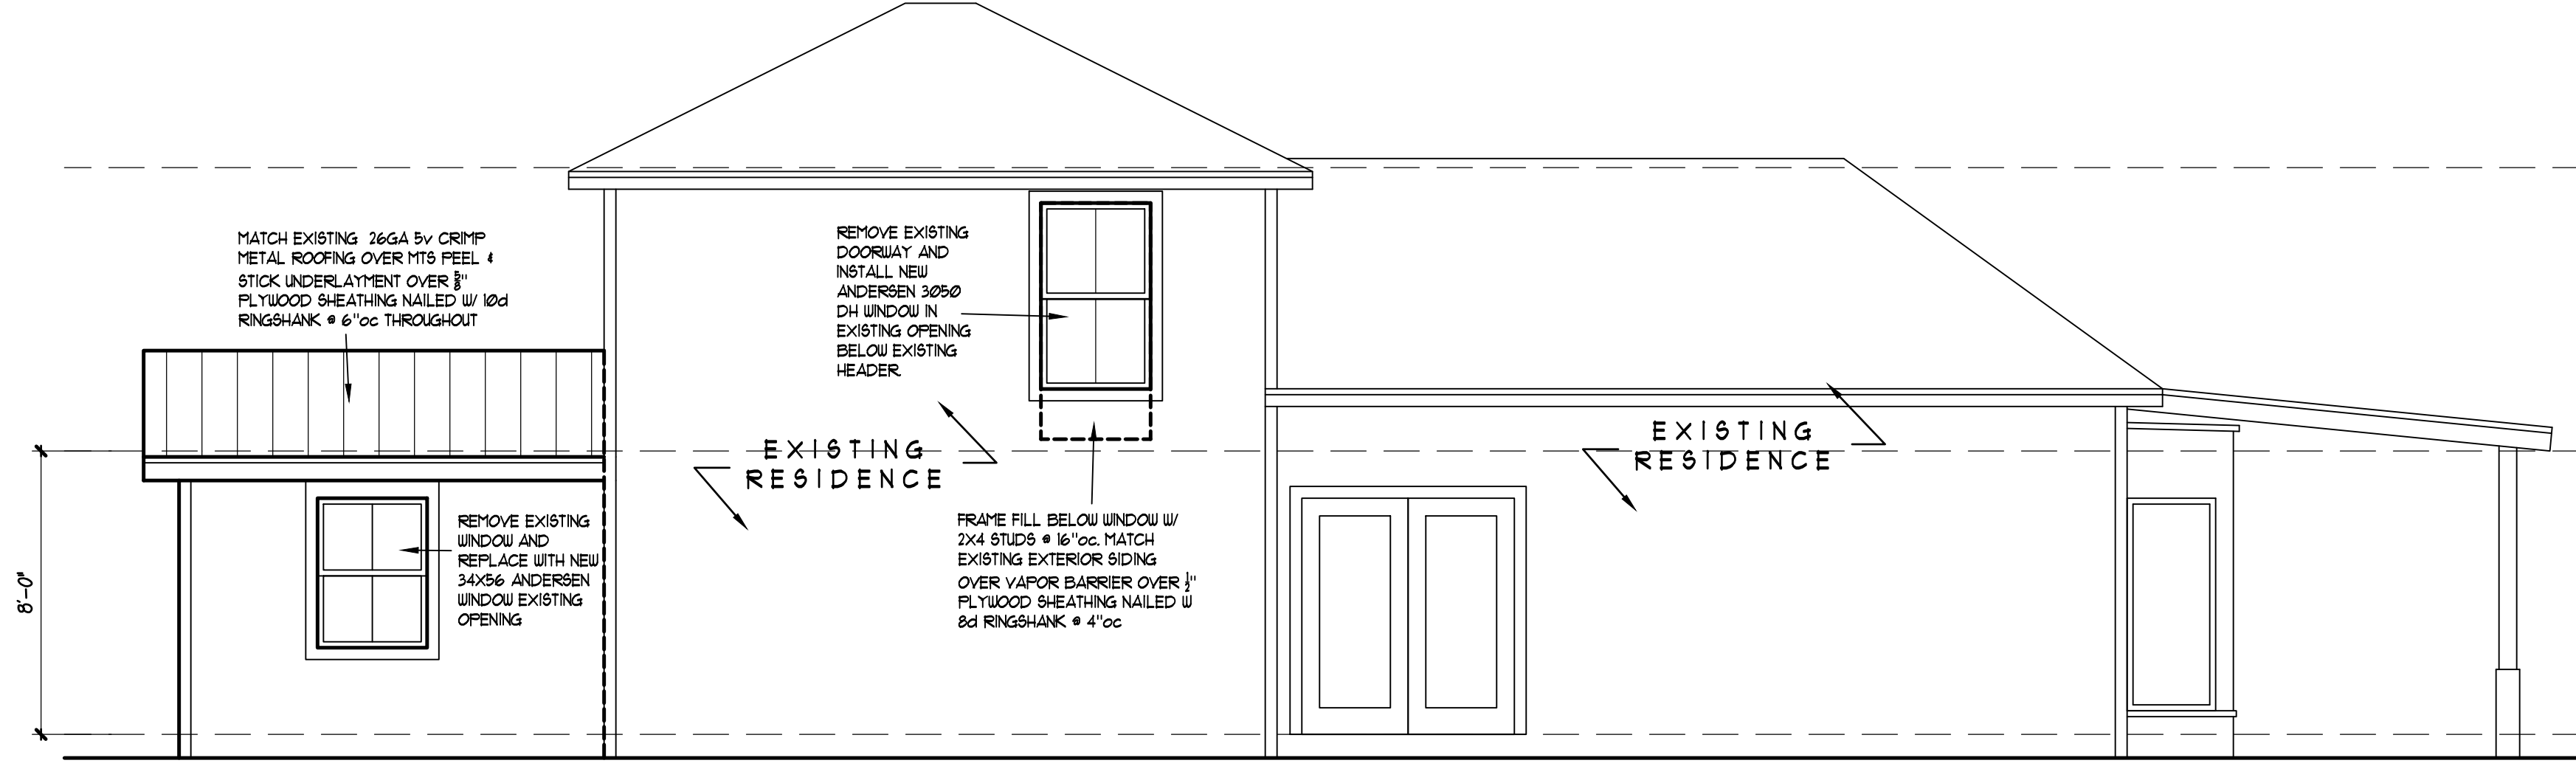 MATCH EXISTING 26GA 5v CRIMP
METAL ROOFING OVER MTS PEEL &
STICK UNDERLAYMENT OVER 5/8"
PLYWOOD SHEATHING NAILED W/ 10d
RINGSHANK @ 6"oc THROUGHOUT
REMOVE EXISTING
DOORWAY AND
INSTALL NEW
ANDERSEN 3050
DH WINDOW IN
EXISTING OPENING
BELOW EXISTING
HEADER
EXISTING
RESIDENCE
EXISTING
RESIDENCE
REMOVE EXISTING
WINDOW AND
REPLACE WITH NEW
34X56 ANDERSEN
WINDOW EXISTING
OPENING
FRAME FILL BELOW WINDOW W/
2X4 STUDS @ 16"oc. MATCH
EXISTING EXTERIOR SIDING
OVER VAPOR BARRIER OVER 1/2"
PLYWOOD SHEATHING NAILED W
8d RINGSHANK @ 4"oc
8'-0"